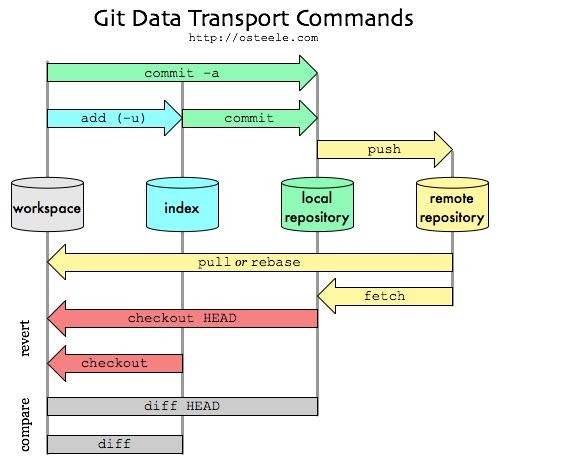 Git Data Transport Commands
http://osteele.com
commit -a
add (-u)
commit
push
workspace
index
local
repository
remote
repository
pull or rebase
fetch
revert
checkout HEAD
checkout
compare
diff HEAD
diff